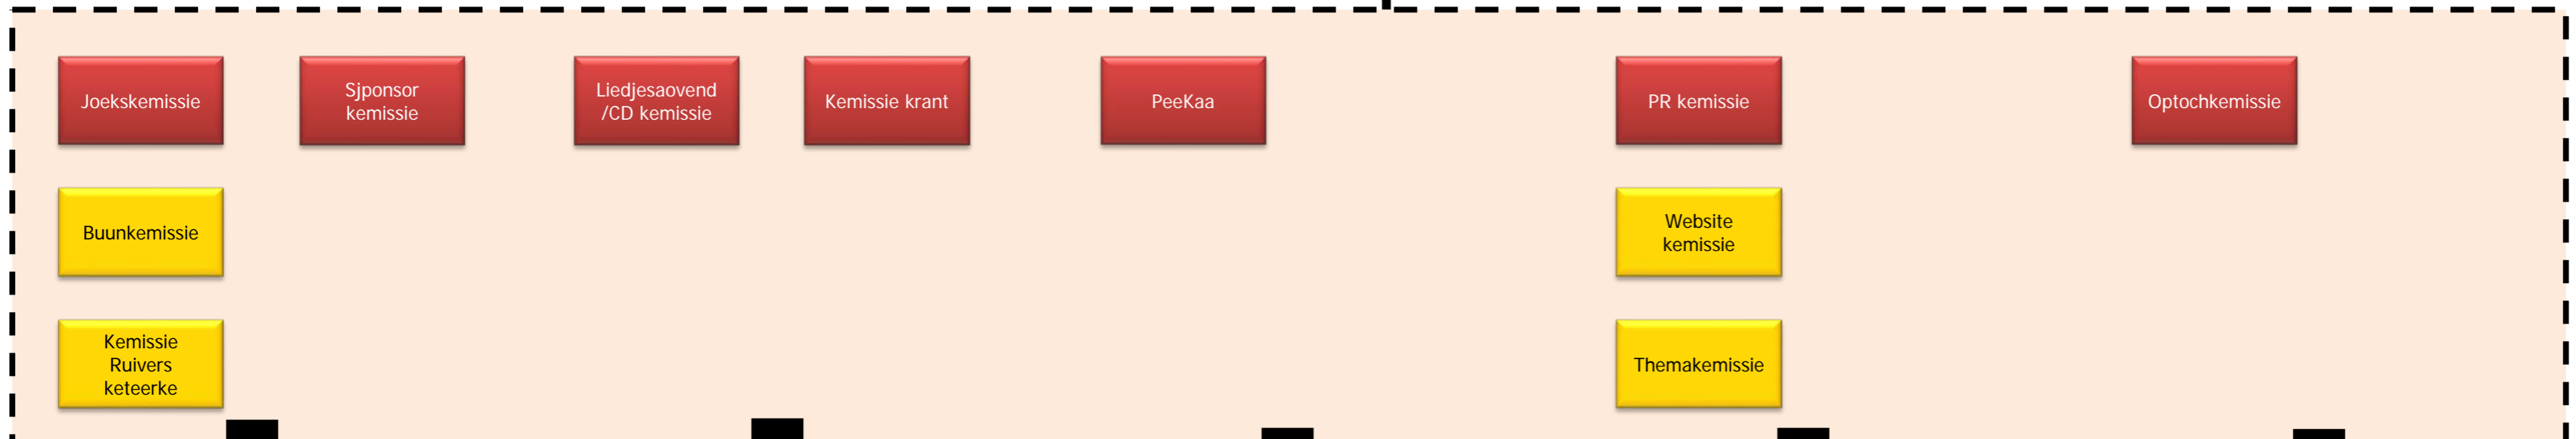 Joekskemissie
Sjponsor
kemissie
Liedjesaovend
/CD kemissie
Kemissie krant
PeeKaa
PR kemissie
Optochkemissie
Buunkemissie
Website
kemissie
Kemissie
Ruivers
keteerke
Themakemissie